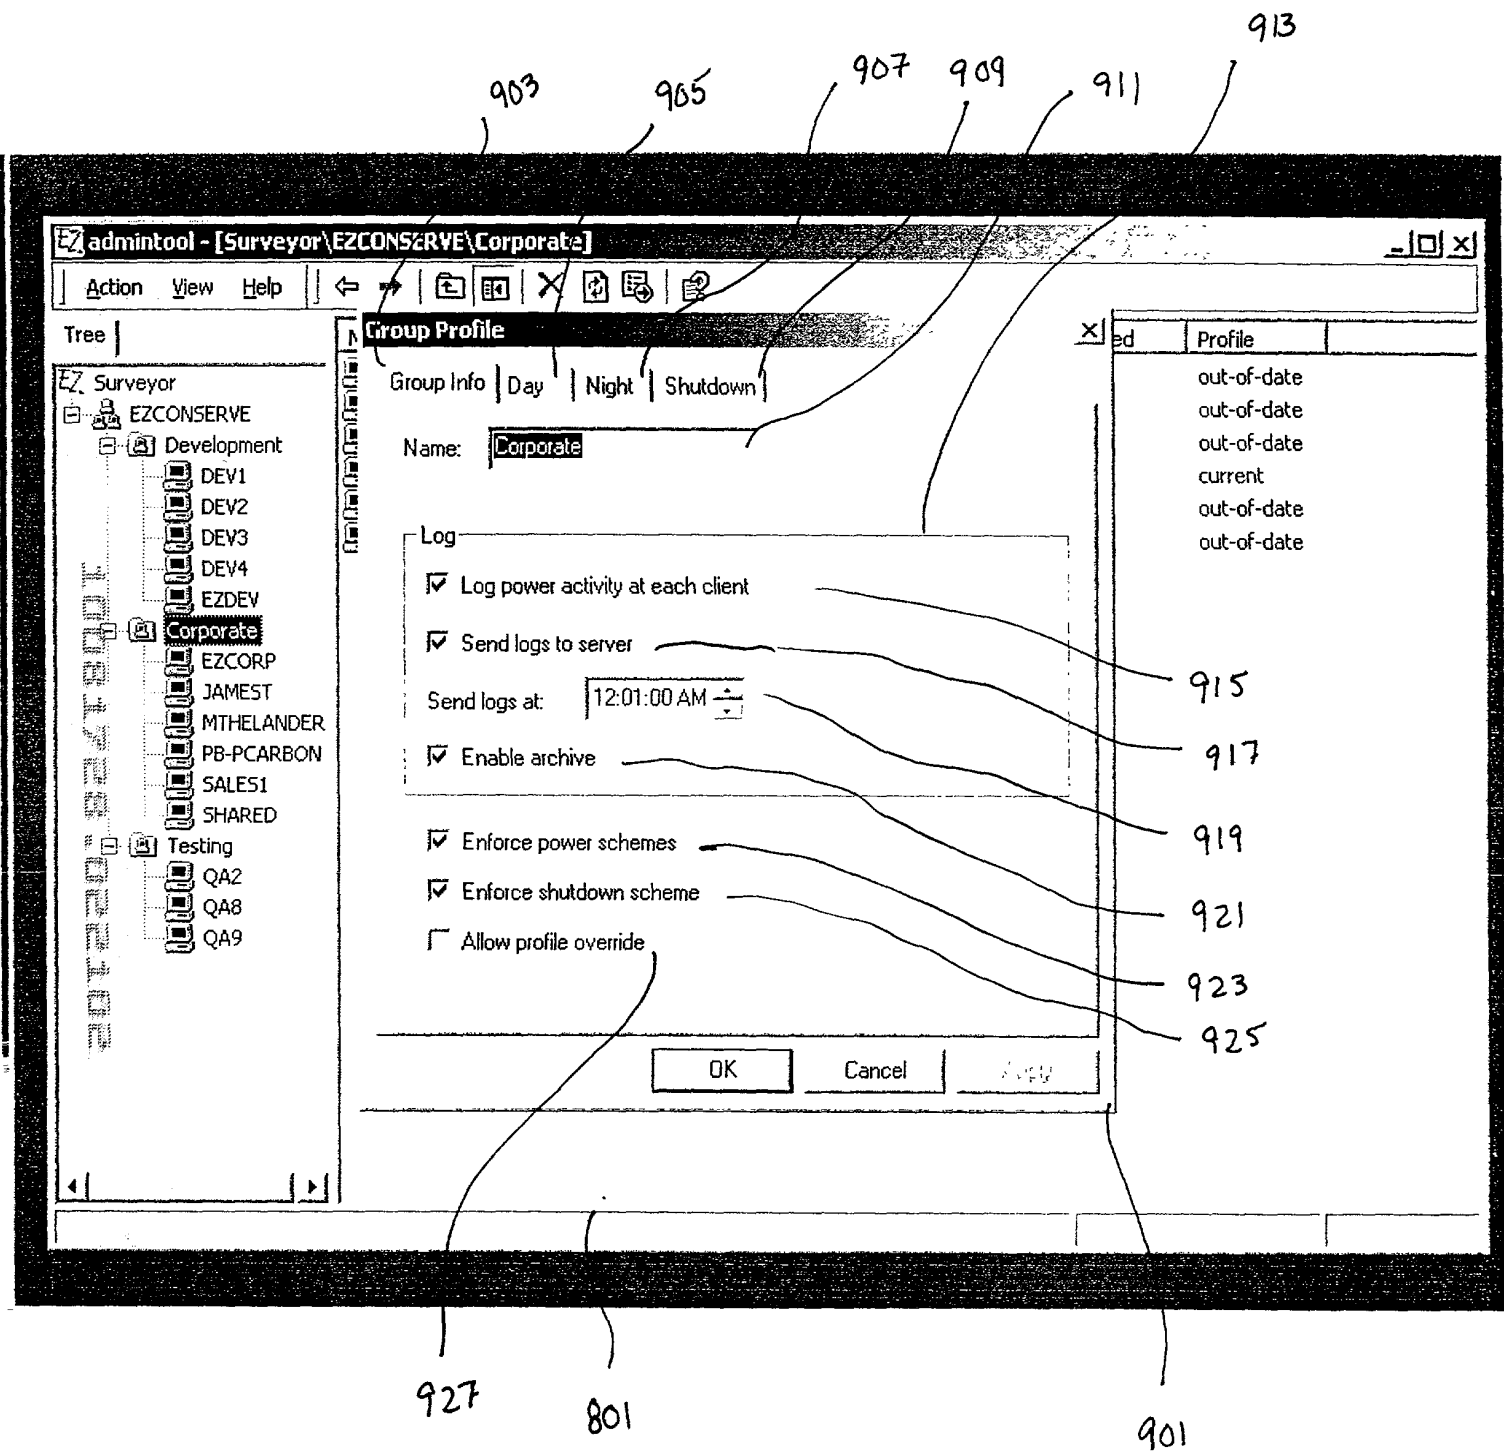 913
903
905
907
909
911
EZ admintool - [Surveyor\EZCONSERVE\Corporate]
Action View Help
Tree
EZ Surveyor
EZCONSERVE
Development
DEV1
DEV2
DEV3
DEV4
EZDEV
Corporate
EZCORP
JAMEST
MTHELANDER
PB-PCARBON
SALES1
SHARED
Testing
QA2
QA8
QA9
Group Profile
Group Info Day Night Shutdown
Name: Corporate
Log
Log power activity at each client
Send logs to server
Send logs at: 12:01:00 AM
Enable archive
Enforce power schemes
Enforce shutdown scheme
Allow profile override
OK Cancel Apply
ed Profile
out-of-date
out-of-date
out-of-date
current
out-of-date
out-of-date
915
917
919
921
923
925
10081728.022102
927
801
901